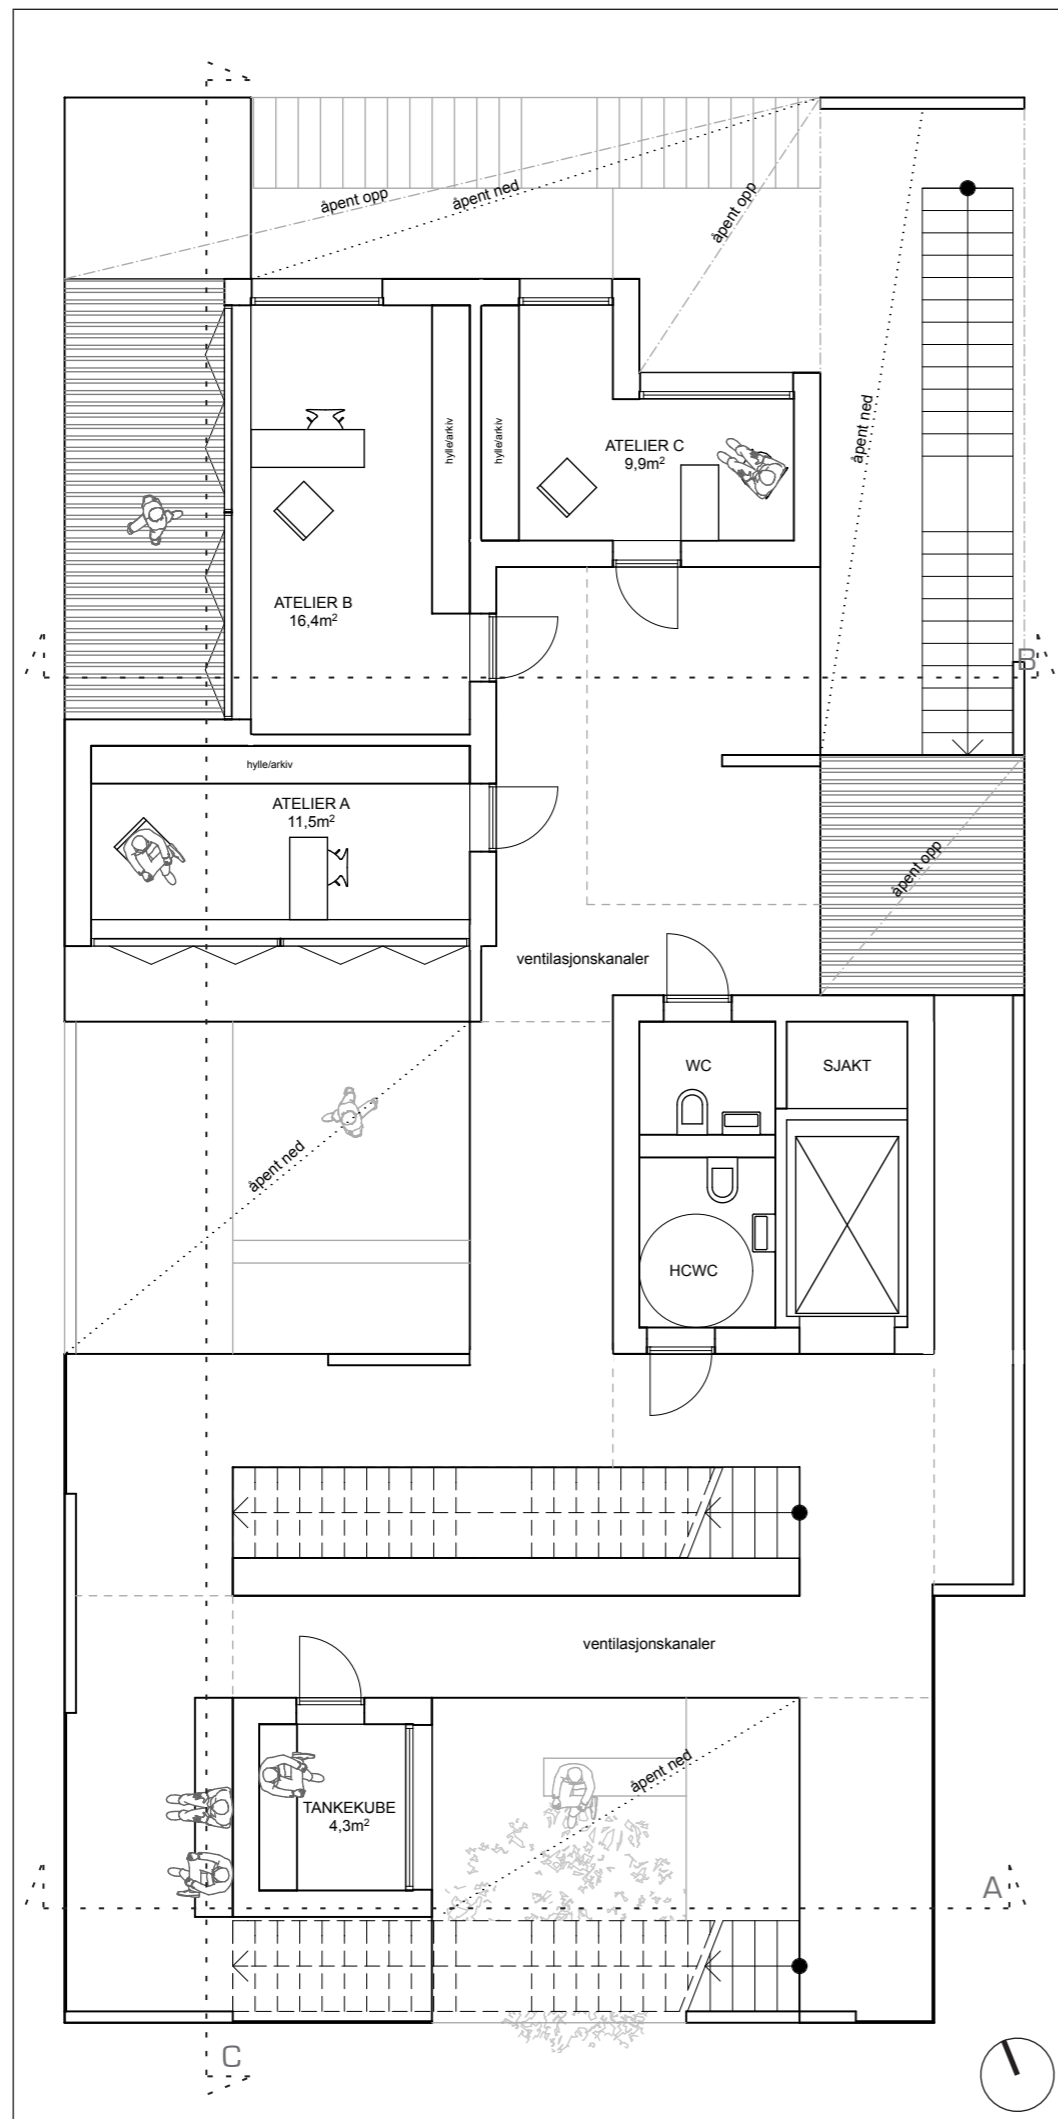 åpent opp
åpent ned
åpent opp
åpent ned
hylle/arkiv
hylle/arkiv
ATELIER C
9,9m²
ATELIER B
16,4m²
B
hylle/arkiv
ATELIER A
11,5m²
åpent opp
ventilasjonskanaler
WC
SJAKT
åpent ned
HCWC
ventilasjonskanaler
åpent ned
TANKEKUBE
4,3m²
A
C